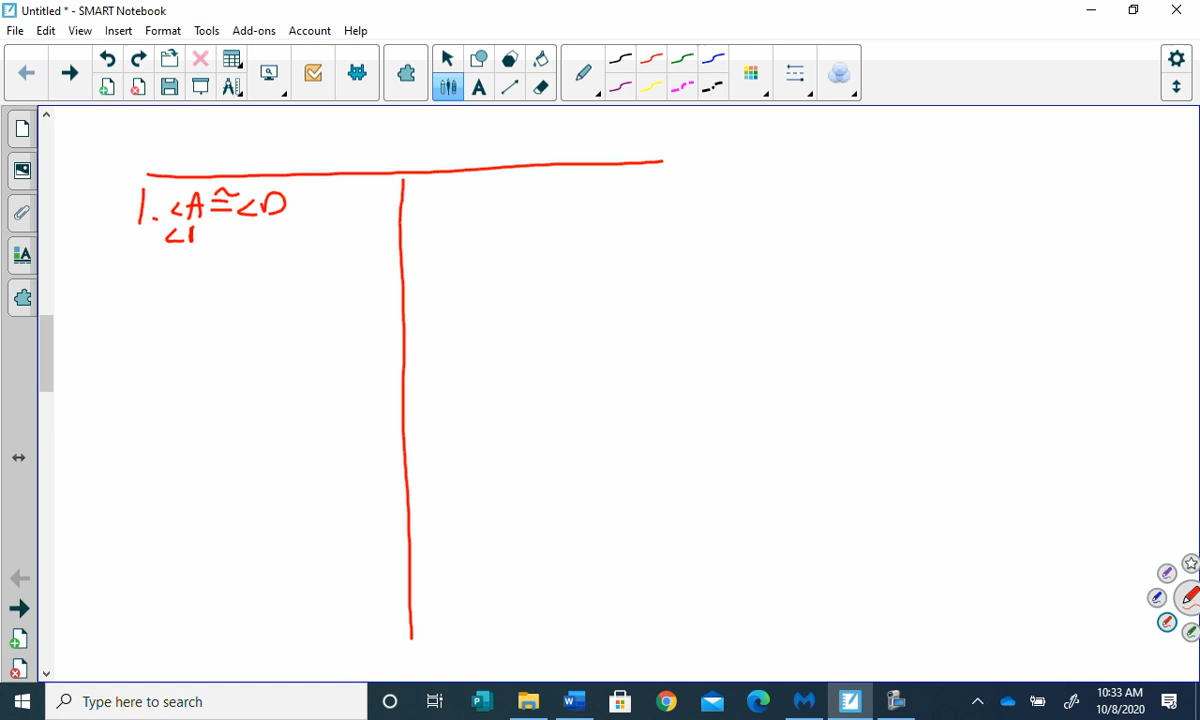 Untitled * - SMART Notebook
File Edit View Insert Format Tools Add-ons Account Help
1. <A ≅ <D
<
Type here to search
10:33 AM
10/8/2020